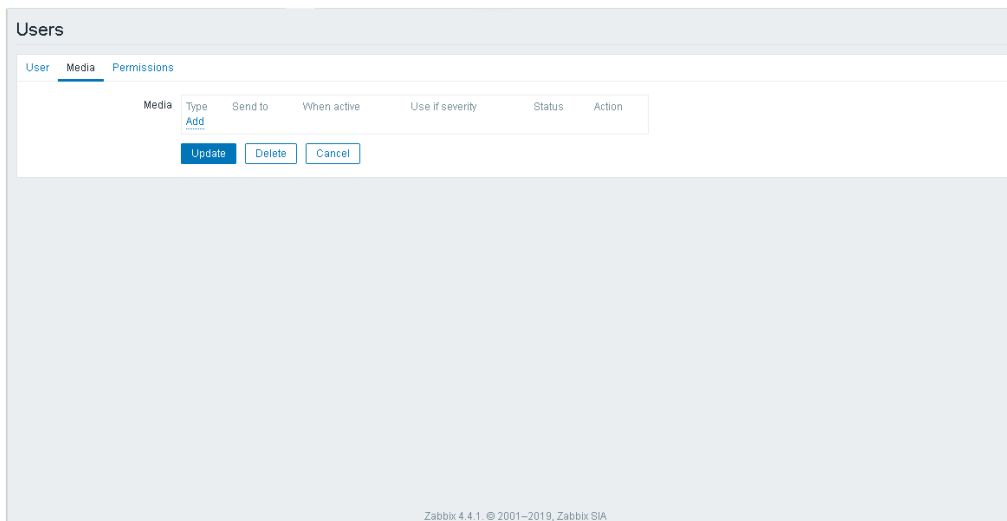 Users
User Media Permissions
Media Type Send to When active Use if severity Status Action
Add
Update Delete Cancel
Zabbix 4.4.1. © 2001–2019, Zabbix SIA